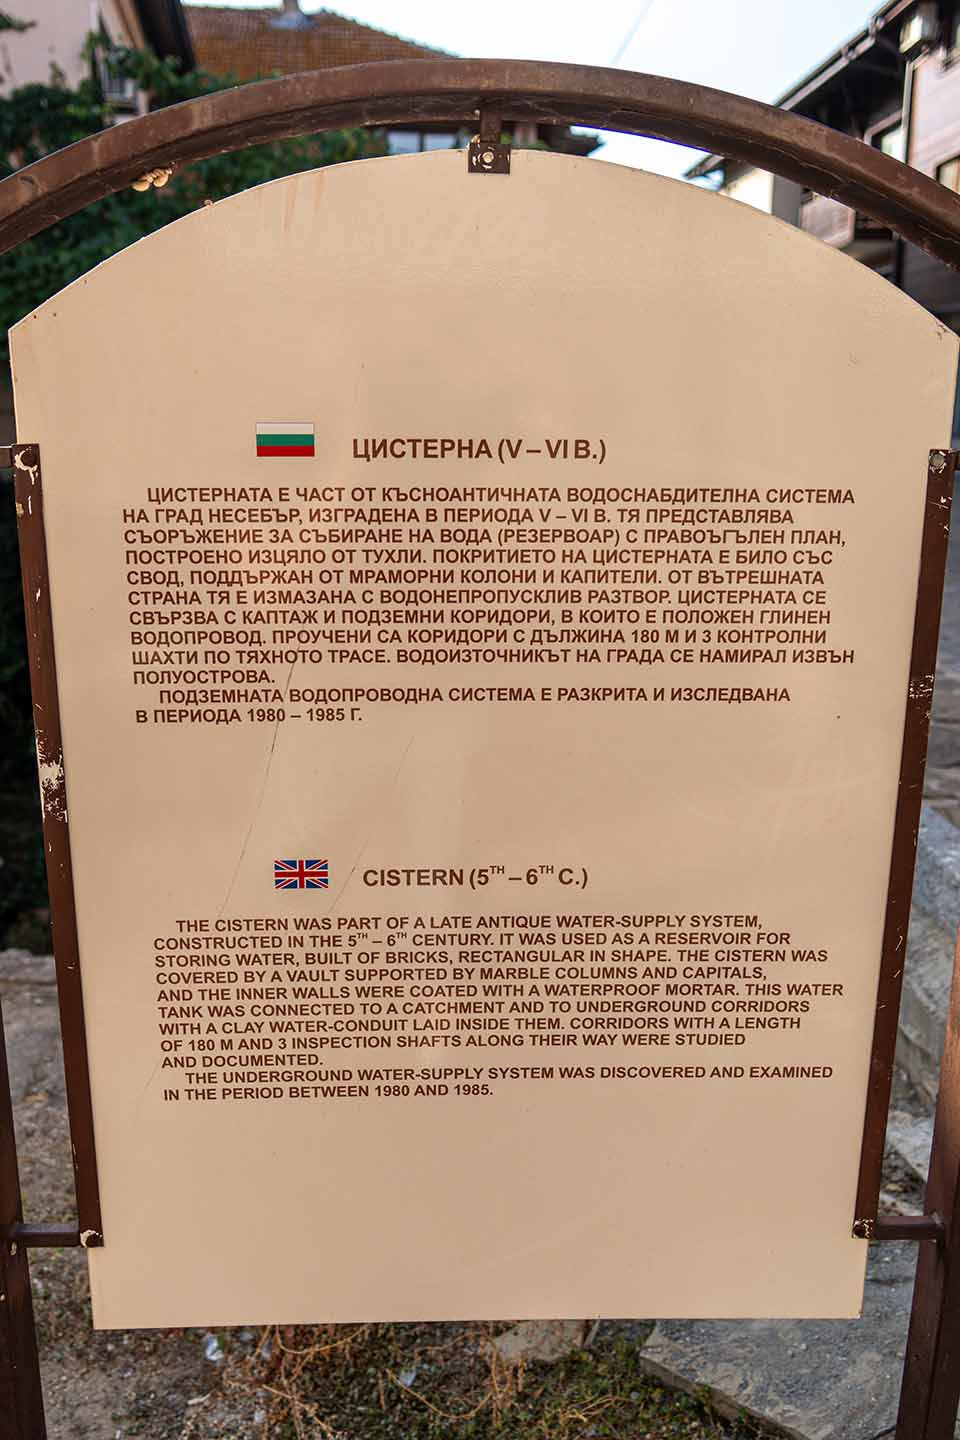 ЦИСТЕРНА (V – VI В.)
ЦИСТЕРНАТА Е ЧАСТ ОТ КЪСНОАНТИЧНАТА ВОДОСНАБДИТЕЛНА СИСТЕМА
НА ГРАД НЕСЕБЪР, ИЗГРАДЕНА В ПЕРИОДА V – VI В. ТЯ ПРЕДСТАВЛЯВА
СЪОРЪЖЕНИЕ ЗА СЪБИРАНЕ НА ВОДА (РЕЗЕРВОАР) С ПРАВОЪГЪЛЕН ПЛАН,
ПОСТРОЕНО ИЗЦЯЛО ОТ ТУХЛИ. ПОКРИТИЕТО НА ЦИСТЕРНАТА Е БИЛО СЪС
СВОД, ПОДДЪРЖАН ОТ МРАМОРНИ КОЛОНИ И КАПИТЕЛИ. ОТ ВЪТРЕШНАТА
СТРАНА ТЯ Е ИЗМАЗАНА С ВОДОНЕПРОПУСКЛИВ РАЗТВОР. ЦИСТЕРНАТА СЕ
СВЪРЗВА С КАПТАЖ И ПОДЗЕМНИ КОРИДОРИ, В КОИТО Е ПОЛОЖЕН ГЛИНЕН
ВОДОПРОВОД. ПРОУЧЕНИ СА КОРИДОРИ С ДЪЛЖИНА 180 М И 3 КОНТРОЛНИ
ШАХТИ ПО ТЯХНОТО ТРАСЕ. ВОДОИЗТОЧНИКЪТ НА ГРАДА СЕ НАМИРАЛ ИЗВЪН
ПОЛУОСТРОВА.
ПОДЗЕМНАТА ВОДОПРОВОДНА СИСТЕМА Е РАЗКРИТА И ИЗСЛЕДВАНА
В ПЕРИОДА 1980 – 1985 Г.
CISTERN (5TH – 6TH C.)
THE CISTERN WAS PART OF A LATE ANTIQUE WATER-SUPPLY SYSTEM,
CONSTRUCTED IN THE 5TH – 6TH CENTURY. IT WAS USED AS A RESERVOIR FOR
STORING WATER, BUILT OF BRICKS, RECTANGULAR IN SHAPE. THE CISTERN WAS
COVERED BY A VAULT SUPPORTED BY MARBLE COLUMNS AND CAPITALS,
AND THE INNER WALLS WERE COATED WITH A WATERPROOF MORTAR. THIS WATER
TANK WAS CONNECTED TO A CATCHMENT AND TO UNDERGROUND CORRIDORS
WITH A CLAY WATER-CONDUIT LAID INSIDE THEM. CORRIDORS WITH A LENGTH
OF 180 M AND 3 INSPECTION SHAFTS ALONG THEIR WAY WERE STUDIED
AND DOCUMENTED.
THE UNDERGROUND WATER-SUPPLY SYSTEM WAS DISCOVERED AND EXAMINED
IN THE PERIOD BETWEEN 1980 AND 1985.